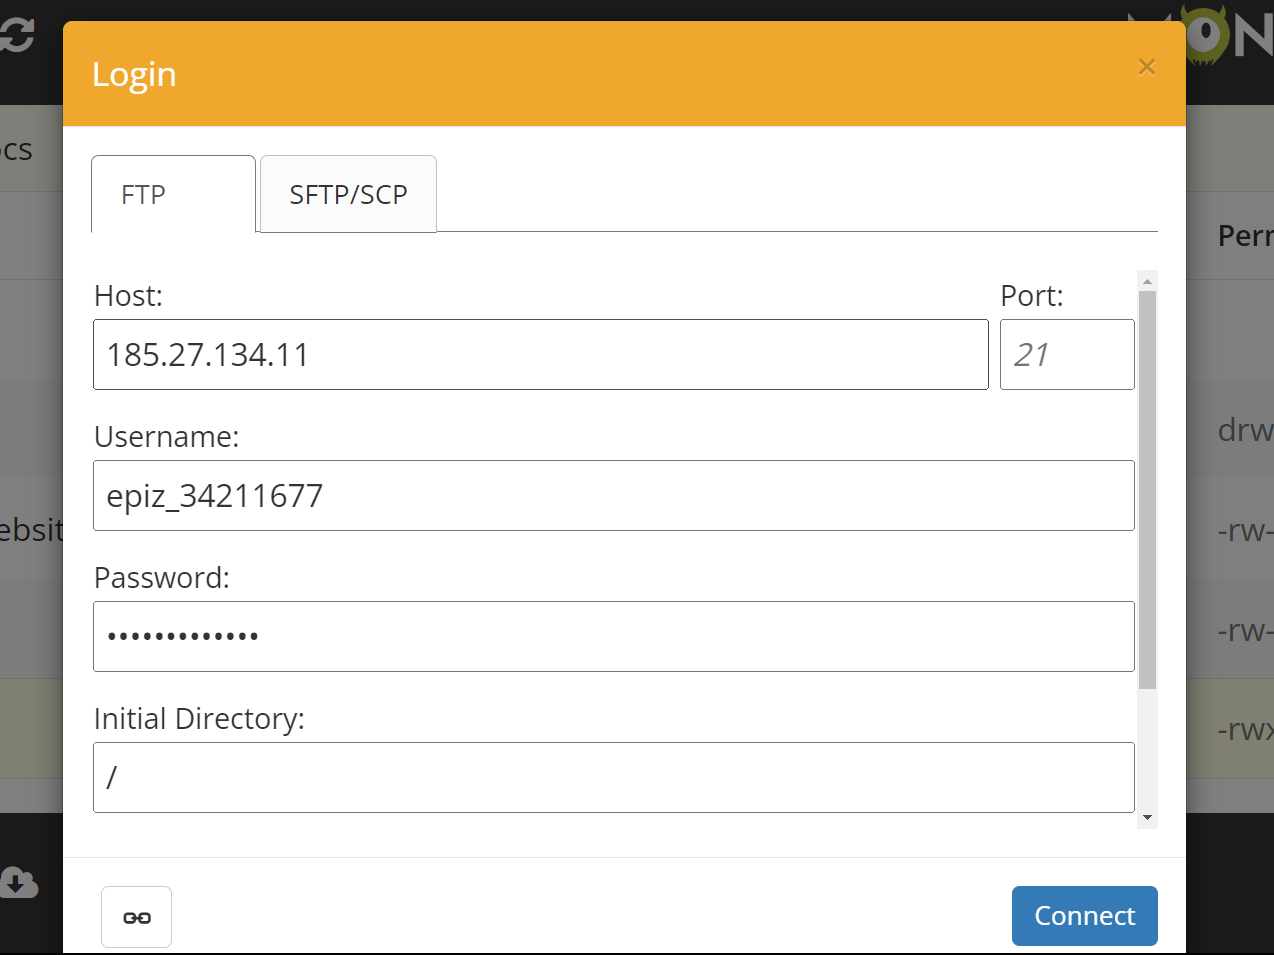 Login
×
FTP
SFTP/SCP
Host:
Port:
185.27.134.11
21
Username:
epiz_34211677
Password:
•••••••••••••
Initial Directory:
/
Connect
ocs
Perr
drw
ebsit
-rw-
-rw-
-rwx
ON